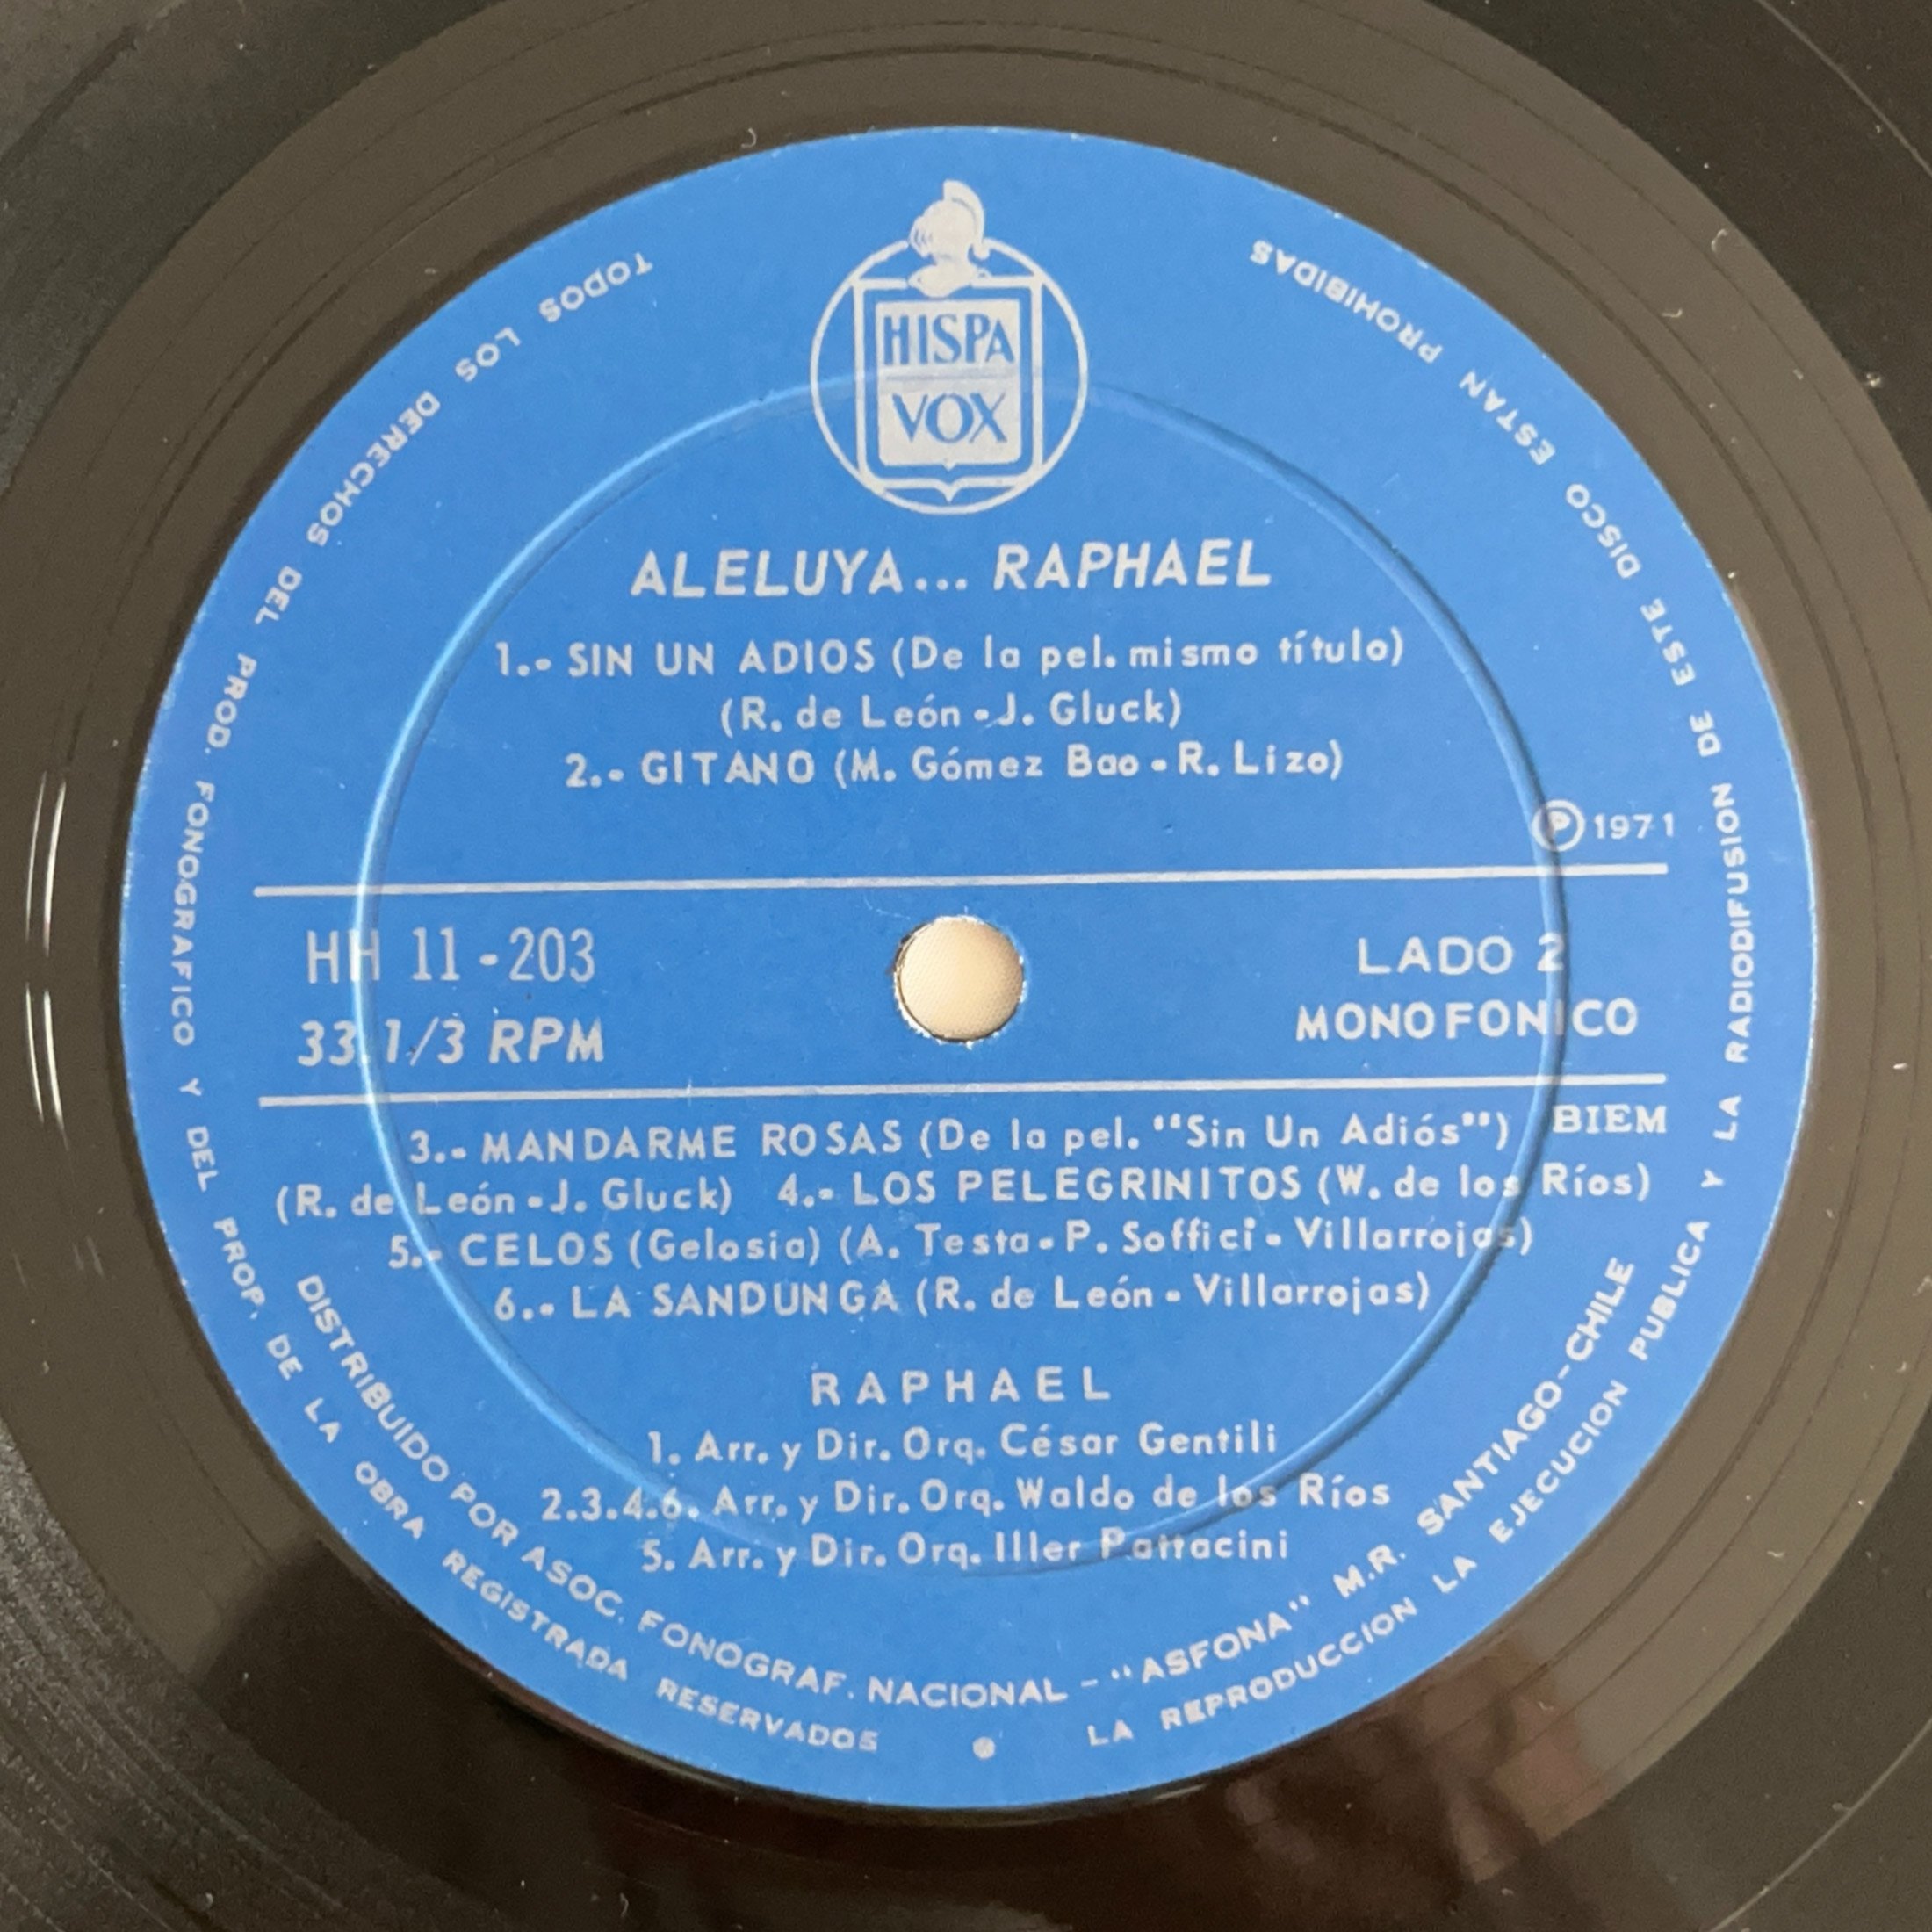 HISPA
VOX
ALELUYA... RAPHAEL
1.- SIN UN ADIOS (De la pel. mismo título)
(R. de León - J. Gluck)
2.- GITANO (M. Gómez Bao - R. Lizo)
Ⓟ 1971
HH 11 - 203
LADO 2
33 1/3 RPM
MONOFONICO
BIEM
3.- MANDARME ROSAS (De la pel. "Sin Un Adiós")
(R. de León - J. Gluck) 4.- LOS PELEGRINITOS (W. de los Ríos)
5.- CELOS (Gelosia) (A. Testa - P. Soffici - Villarrojas)
6.- LA SANDUNGA (R. de León - Villarrojas)
RAPHAEL
1. Arr. y Dir. Orq. César Gentili
2.3.4.6. Arr. y Dir. Orq. Waldo de los Ríos
5. Arr. y Dir. Orq. Iller Pattacini
DISTRIBUIDO POR ASOC. FONOGRAF. NACIONAL - "ASFONA" M.R. SANTIAGO-CHILE
TODOS LOS DERECHOS DEL PROD. FONOGRAFICO Y DEL PROP. DE LA OBRA REGISTRADA RESERVADOS • LA REPRODUCCION LA EJECUCION PUBLICA Y LA RADIODIFUSION DE ESTE DISCO ESTAN PROHIBIDAS